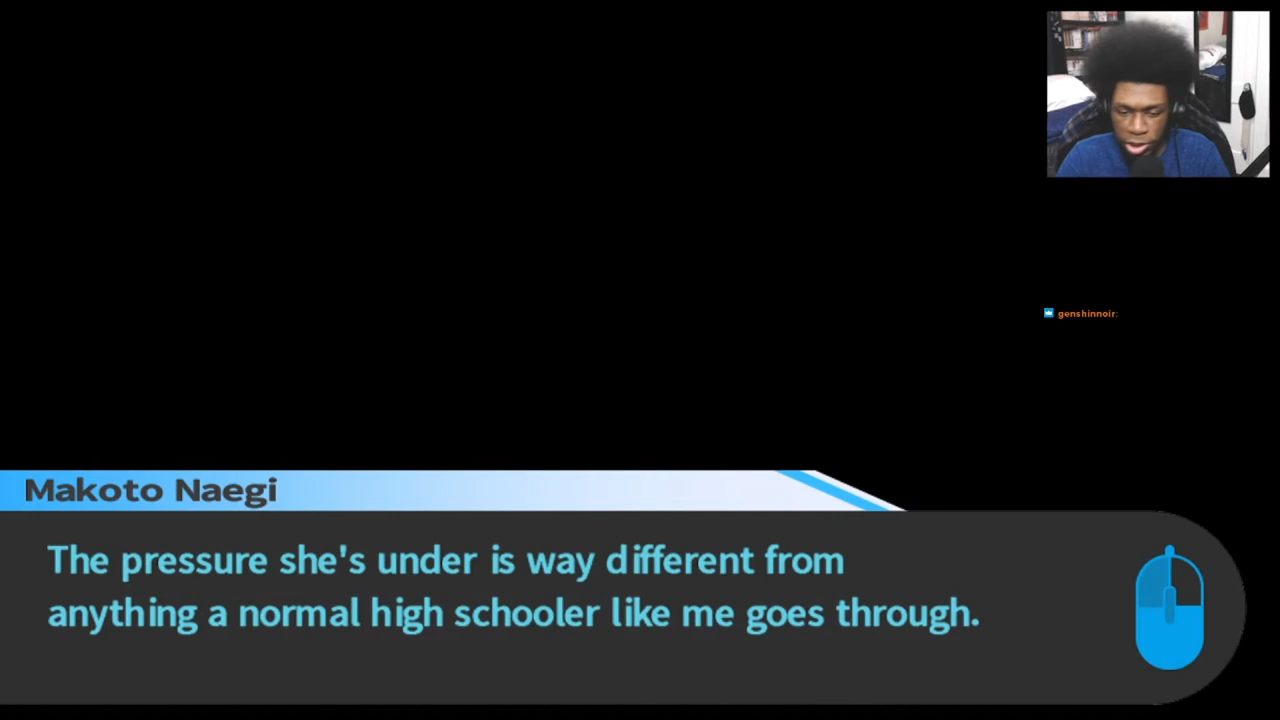 genshinnoir:
Makoto Naegi
The pressure she's under is way different from
anything a normal high schooler like me goes through.